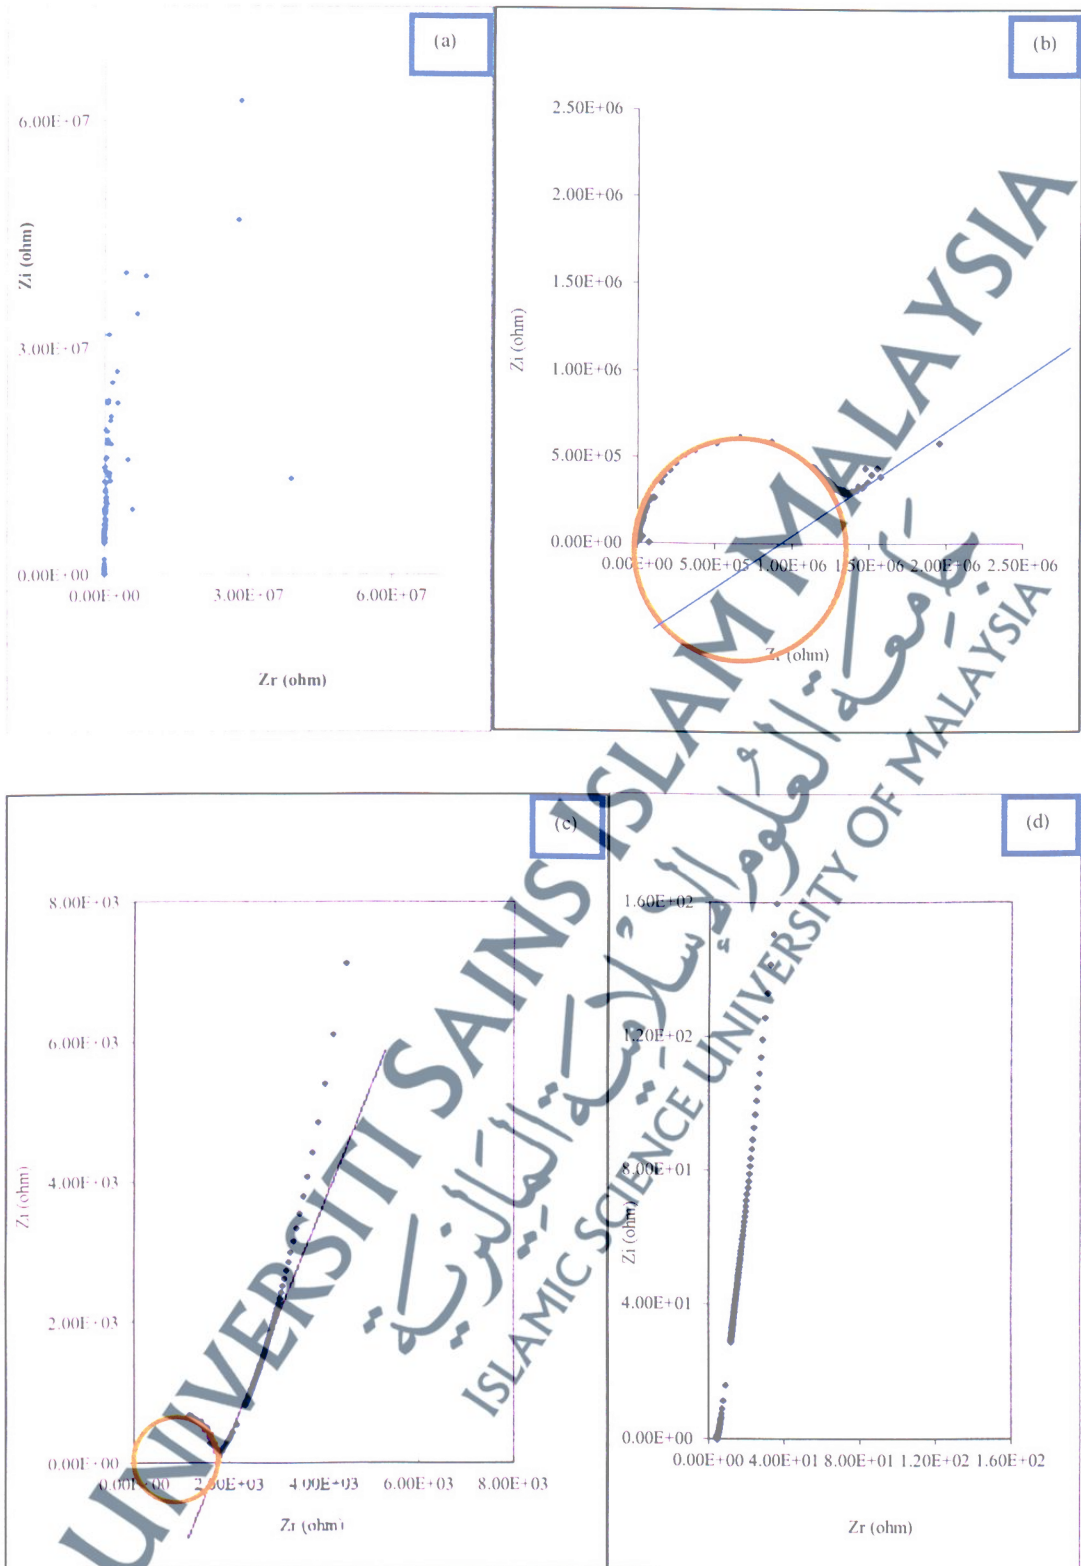 (a)
6.00E+07
3.00E+07
0.00E+00
0.00E+00 3.00E+07 6.00E+07
Zi (ohm)
Zr (ohm)
(b)
2.50E+06
2.00E+06
1.50E+06
1.00E+06
5.00E+05
0.00E+00
0.00E+00 5.00E+05 1.00E+06 1.50E+06 2.00E+06 2.50E+06
Zi (ohm)
Zr (ohm)
(c)
8.00E+03
6.00E+03
4.00E+03
2.00E+03
0.00E+00
0.00E+00 2.00E+03 4.00E+03 6.00E+03 8.00E+03
Zi (ohm)
Zr (ohm)
(d)
1.60E+02
1.20E+02
8.00E+01
4.00E+01
0.00E+00
0.00E+00 4.00E+01 8.00E+01 1.20E+02 1.60E+02
Zi (ohm)
Zr (ohm)
UNIVERSITI SAINS ISLAM MALAYSIA
جامعة العلوم الإسلامية الماليزية
ISLAMIC SCIENCE UNIVERSITY OF MALAYSIA